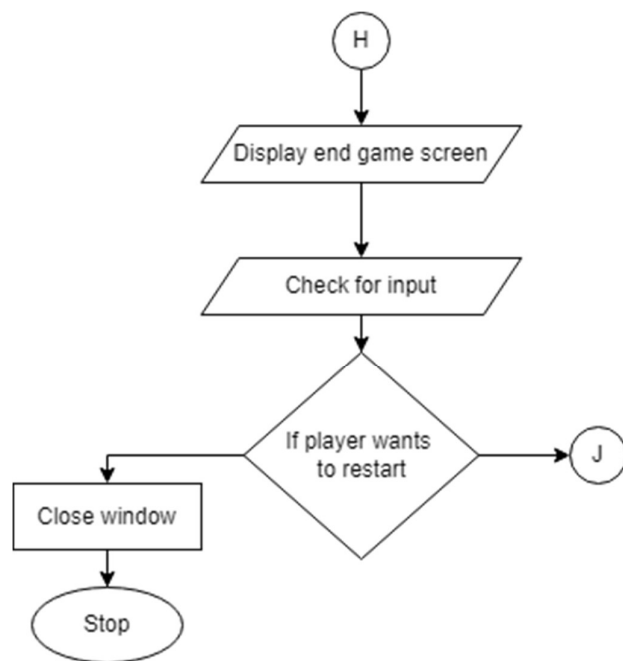 H
Display end game screen
Check for input
If player wants
to restart
J
Close window
Stop